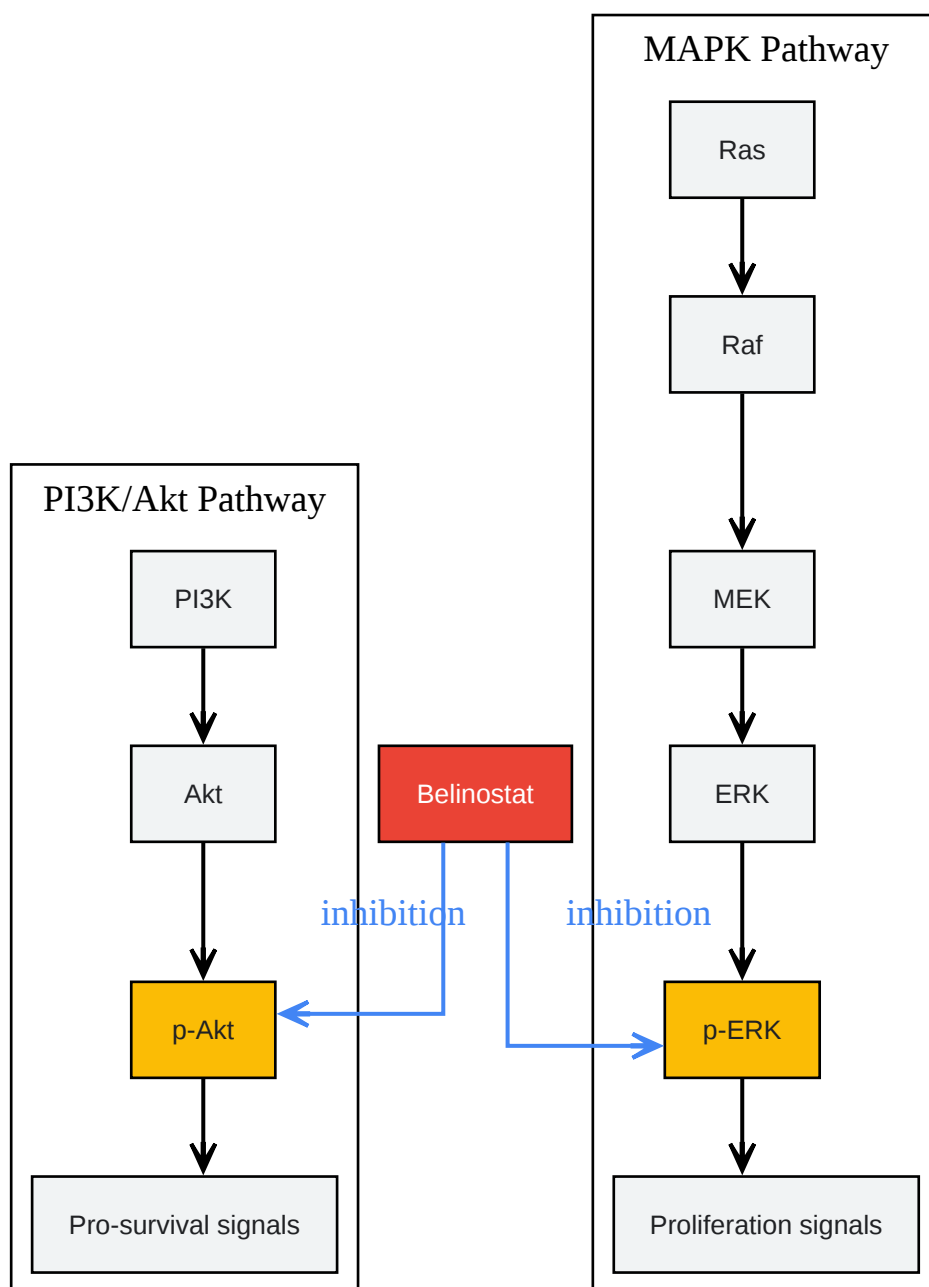 MAPK Pathway
Ras
Raf
PI3K/Akt Pathway
PI3K
MEK
Akt
Belinostat
ERK
inhibition
inhibition
p-Akt
p-ERK
Pro-survival signals
Proliferation signals